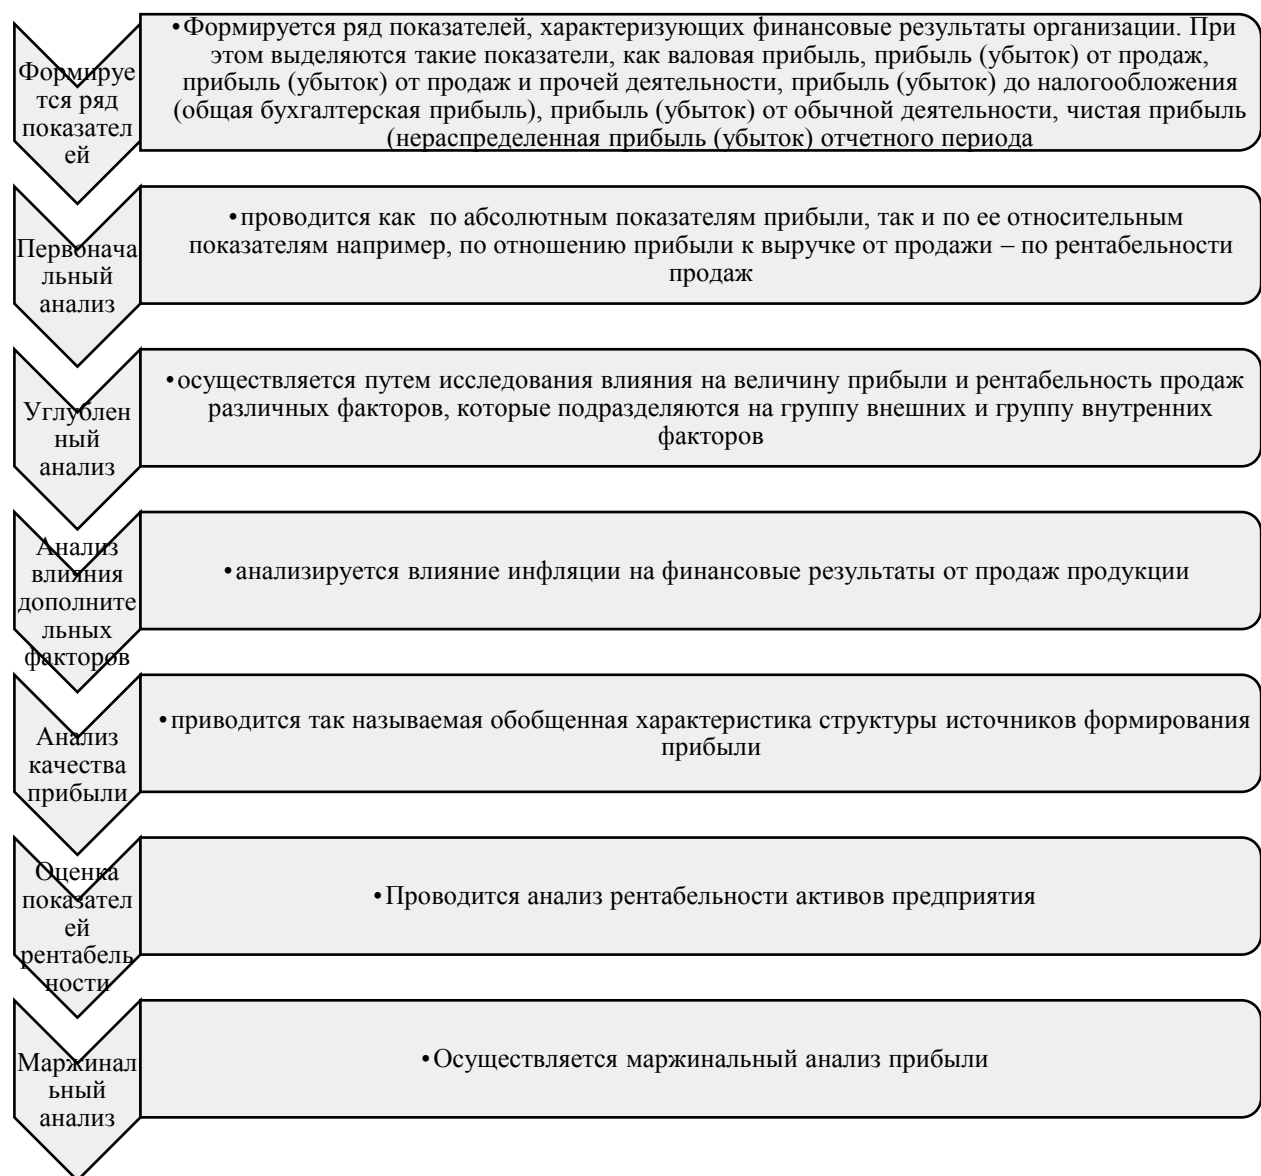 Формируе
тся ряд
показател
ей
•Формируется ряд показателей, характеризующих финансовые результаты организации. При
этом выделяются такие показатели, как валовая прибыль, прибыль (убыток) от продаж,
прибыль (убыток) от продаж и прочей деятельности, прибыль (убыток) до налогообложения
(общая бухгалтерская прибыль), прибыль (убыток) от обычной деятельности, чистая прибыль
(нераспределенная прибыль (убыток) отчетного периода
Первонача
льный
анализ
•проводится как по абсолютным показателям прибыли, так и по ее относительным
показателям например, по отношению прибыли к выручке от продажи – по рентабельности
продаж
Углублен
ный
анализ
•осуществляется путем исследования влияния на величину прибыли и рентабельность продаж
различных факторов, которые подразделяются на группу внешних и группу внутренних
факторов
Анализ
влияния
дополните
льных
факторов
•анализируется влияние инфляции на финансовые результаты от продаж продукции
Анализ
качества
прибыли
•приводится так называемая обобщенная характеристика структуры источников формирования
прибыли
Оценка
показател
ей
рентабель
ности
•Проводится анализ рентабельности активов предприятия
Маржинал
ьный
анализ
•Осуществляется маржинальный анализ прибыли